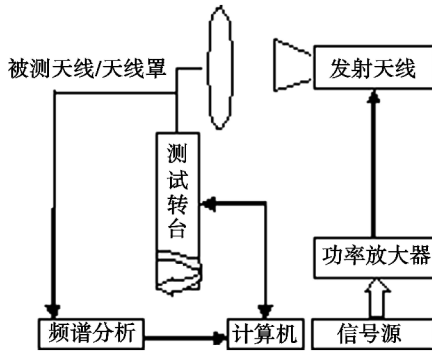 被测天线/天线罩
发射天线
测试转台
功率放大器
频谱分析
计算机
信号源